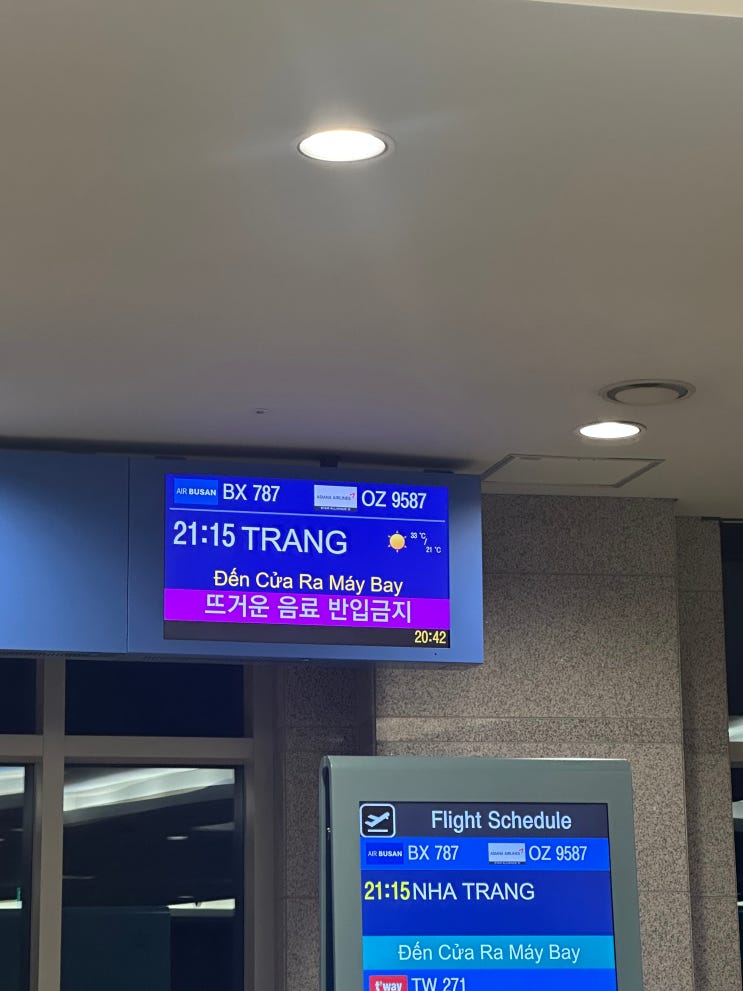 AIR BUSAN BX 787 ASIANA AIRLINES OZ 9587
21:15 TRANG 33 ℃/ 21 ℃
Đến Cửa Ra Máy Bay
뜨거운 음료 반입금지
20:42
Flight Schedule
AIR BUSAN BX 787 ASIANA AIRLINES OZ 9587
21:15 NHA TRANG
Đến Cửa Ra Máy Bay
t'way TW 271